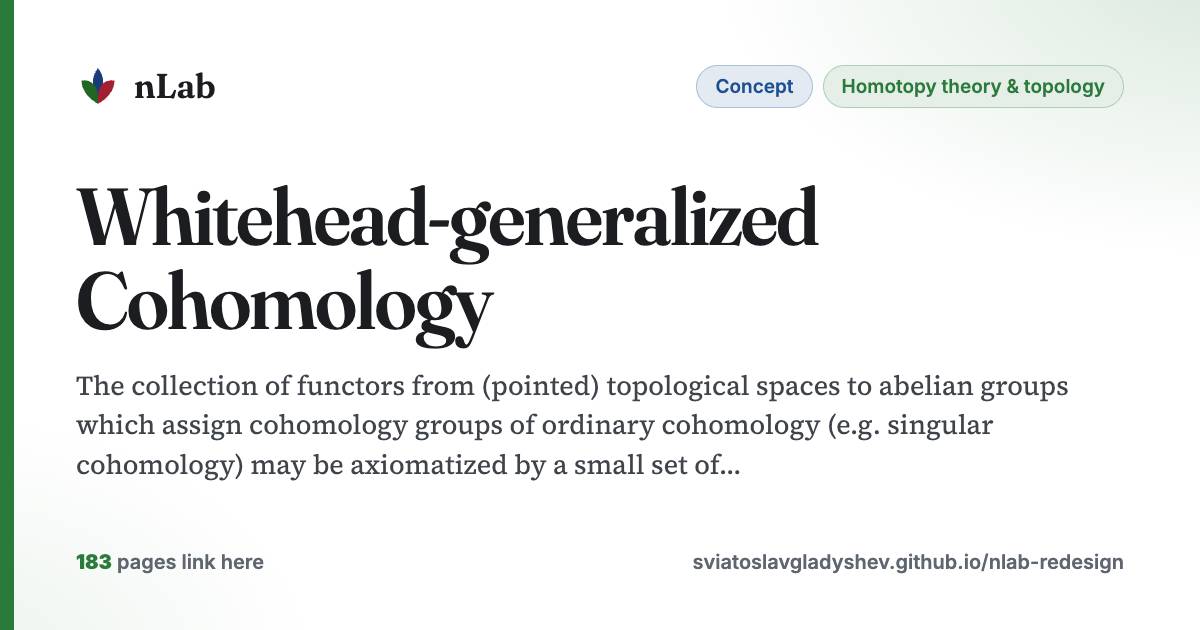 nLab
Concept
Homotopy theory & topology
Whitehead-generalized
Cohomology
The collection of functors from (pointed) topological spaces to abelian groups
which assign cohomology groups of ordinary cohomology (e.g. singular
cohomology) may be axiomatized by a small set of...
183 pages link here
sviatoslavgladyshev.github.io/nlab-redesign